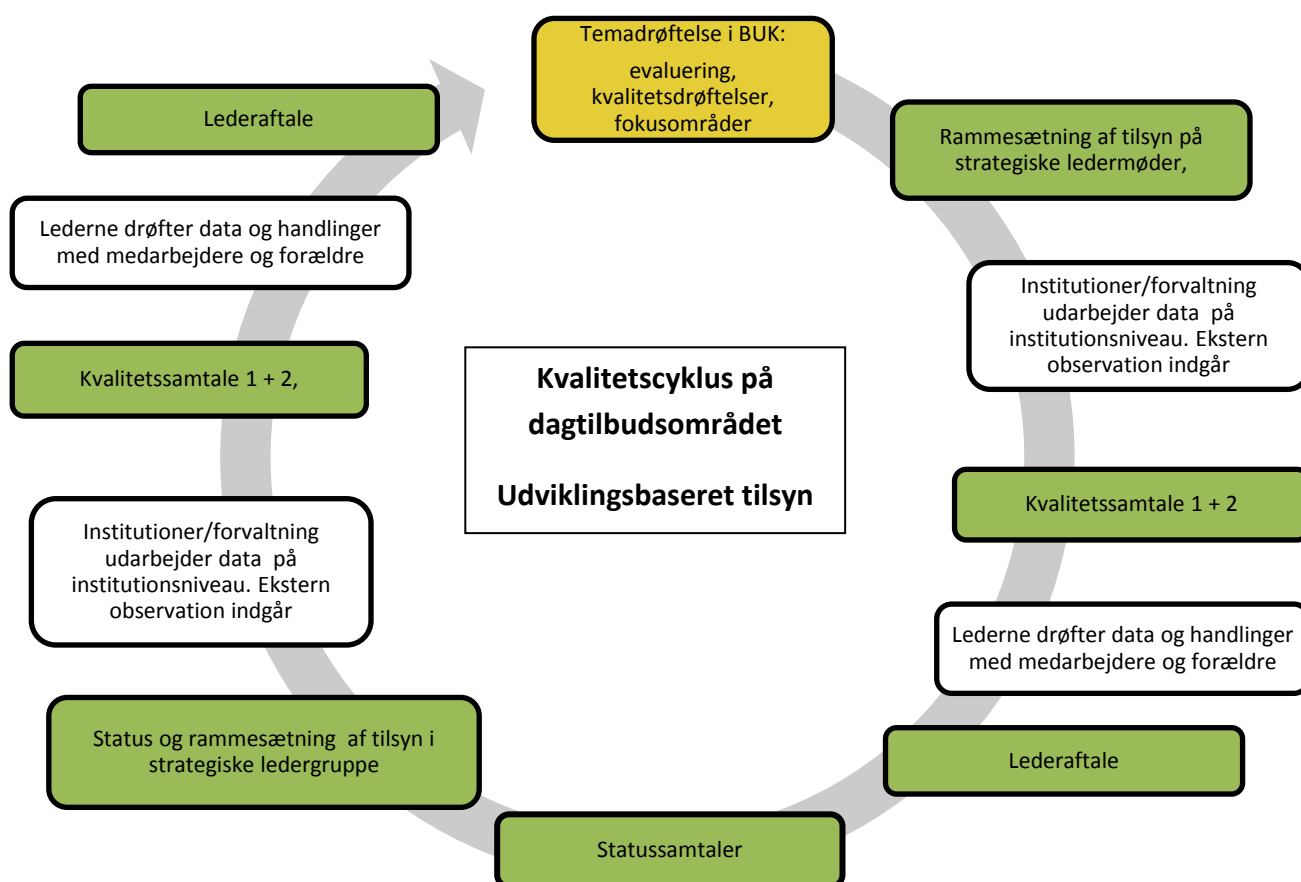 Temadrøftelse i BUK:
evaluering,
kvalitetsdrøftelser,
fokusområder
Rammesætning af tilsyn på
strategiske ledermøder,
Institutioner/forvaltning
udarbejder data  på
institutionsniveau. Ekstern
observation indgår
Kvalitetssamtale 1 + 2
Lederne drøfter data og handlinger
med medarbejdere og forældre
Lederaftale
Statussamtaler
Status og rammesætning  af tilsyn i
strategiske ledergruppe
Institutioner/forvaltning
udarbejder data  på
institutionsniveau. Ekstern
observation indgår
Kvalitetssamtale 1 + 2,
Lederne drøfter data og handlinger
med medarbejdere og forældre
Lederaftale
Kvalitetscyklus på
dagtilbudsområdet
Udviklingsbaseret tilsyn